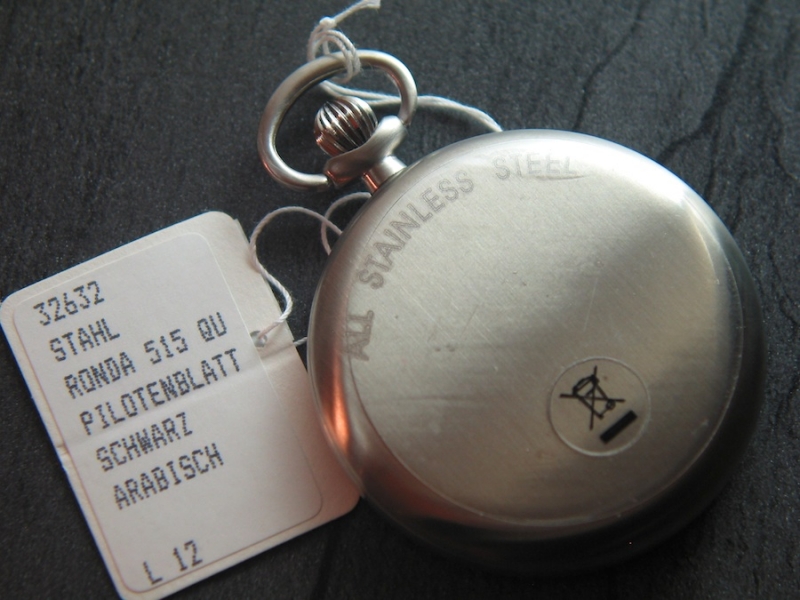 32632
STAHL
RONDA 515 QU
PILOTENBLATT
SCHWARZ
ARABISCH
L 12
ALL STAINLESS STEEL